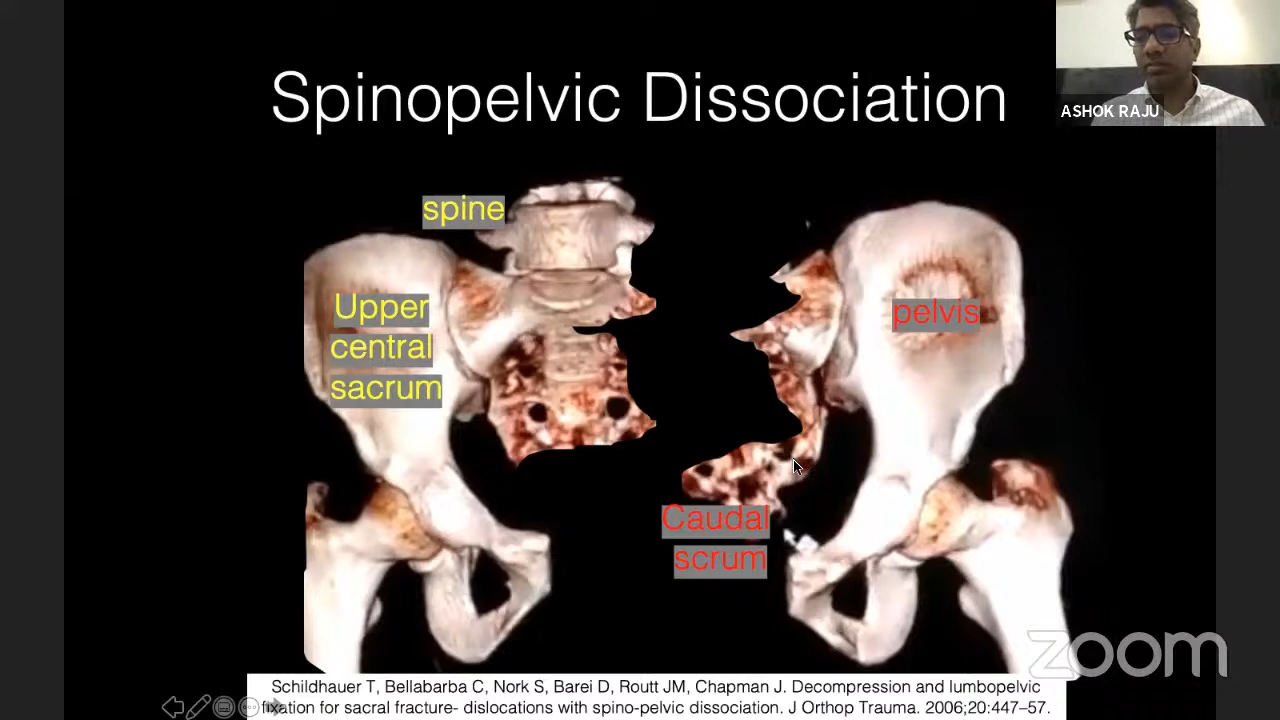 Spinopelvic Dissociation
ASHOK RAJU
spine
Upper
central
sacrum
pelvis
Caudal
scrum
zoom
Schildhauer T, Bellabarba C, Nork S, Barei D, Routt JM, Chapman J. Decompression and lumbopelvic
fixation for sacral fracture- dislocations with spino-pelvic dissociation. J Orthop Trauma. 2006;20:447–57.